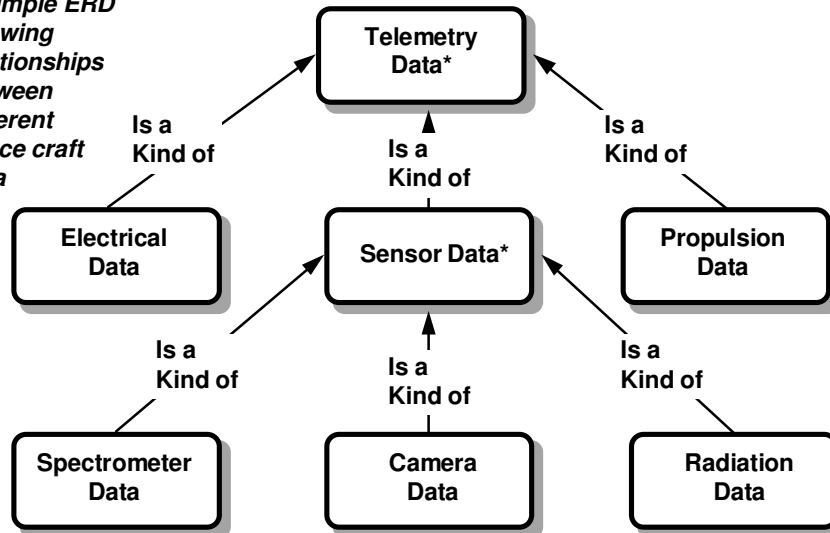 ERD
Telemetry
Data*
Is a
Kind of
Is a
Kind of
Is a
Kind of
Electrical
Data
Sensor Data*
Propulsion
Data
Is a
Kind of
Is a
Kind of
Is a
Kind of
Spectrometer
Data
Camera
Data
Radiation
Data